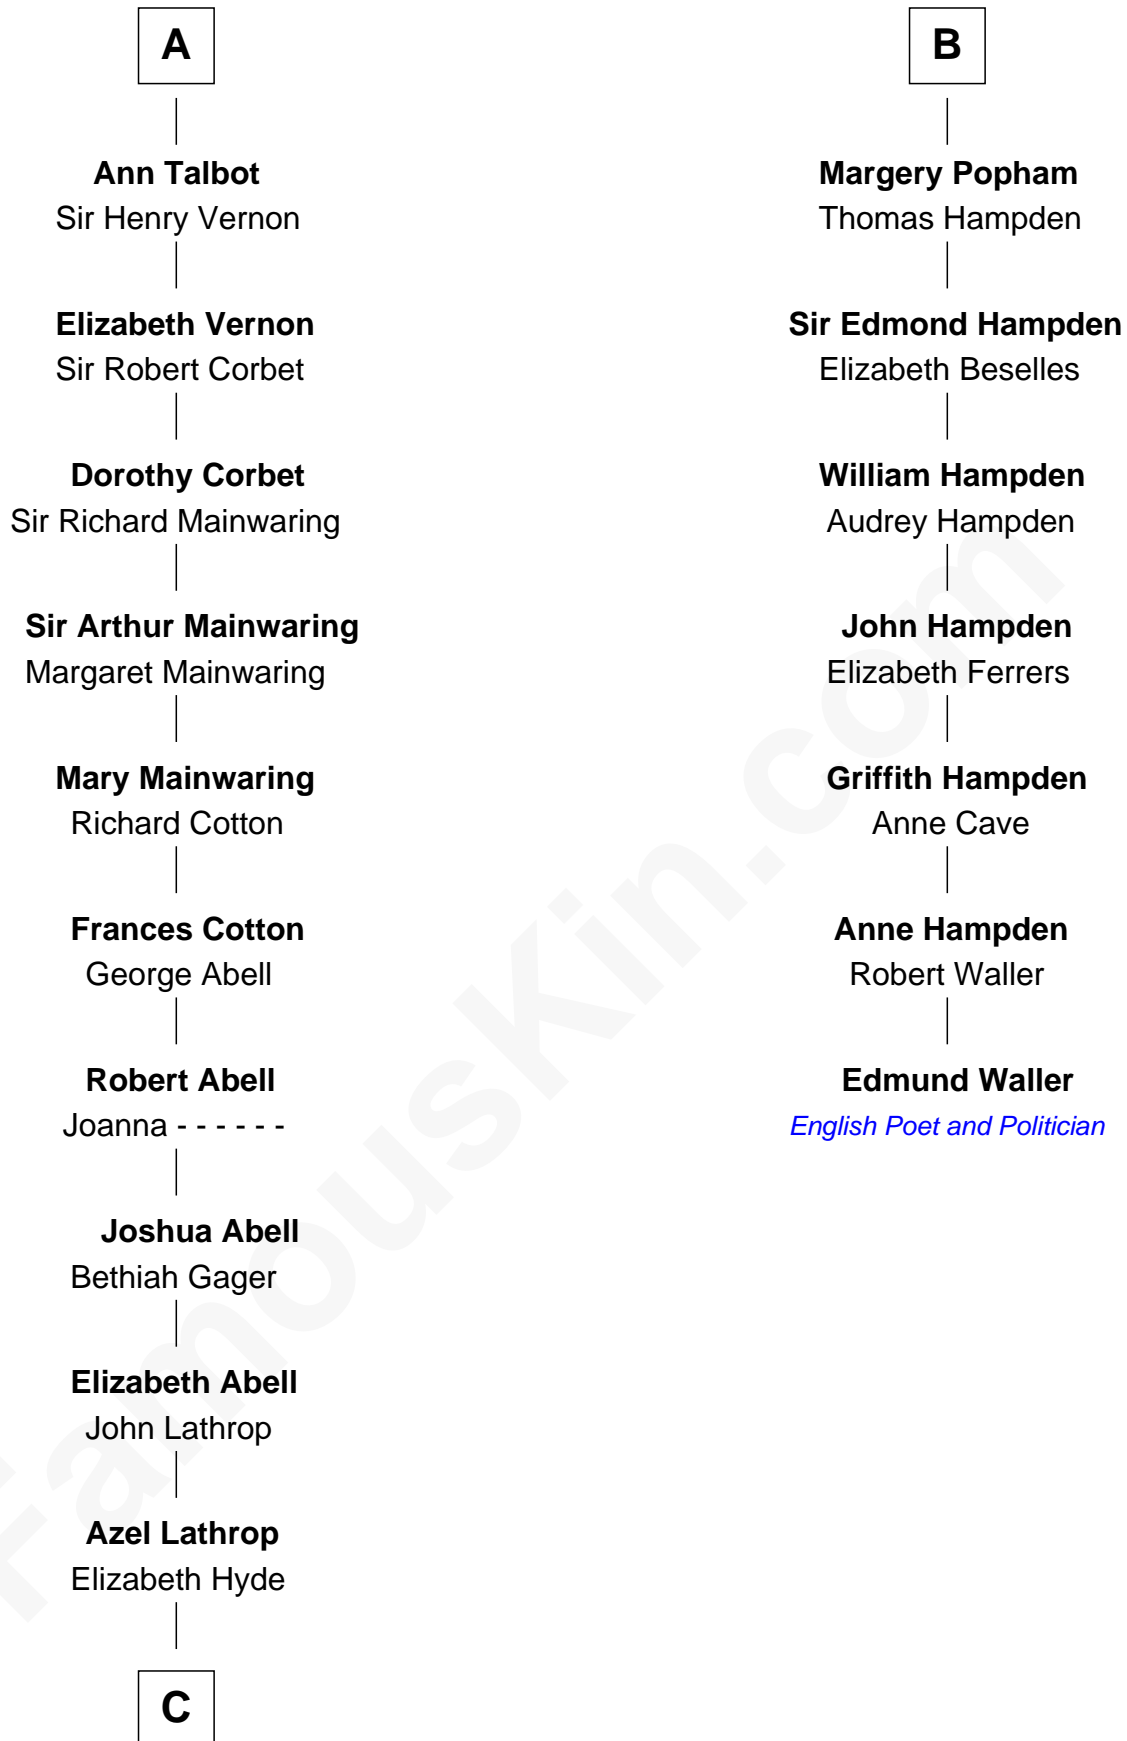 A
Ann Talbot
Sir Henry Vernon
Elizabeth Vernon
Sir Robert Corbet
Dorothy Corbet
Sir Richard Mainwaring
Sir Arthur Mainwaring
Margaret Mainwaring
Mary Mainwaring
Richard Cotton
Frances Cotton
George Abell
Robert Abell
Joanna - - - - - -
Joshua Abell
Bethiah Gager
Elizabeth Abell
John Lathrop
Azel Lathrop
Elizabeth Hyde
C
B
Margery Popham
Thomas Hampden
Sir Edmond Hampden
Elizabeth Beselles
William Hampden
Audrey Hampden
John Hampden
Elizabeth Ferrers
Griffith Hampden
Anne Cave
Anne Hampden
Robert Waller
Edmund Waller
English Poet and Politician
FamousKin.com